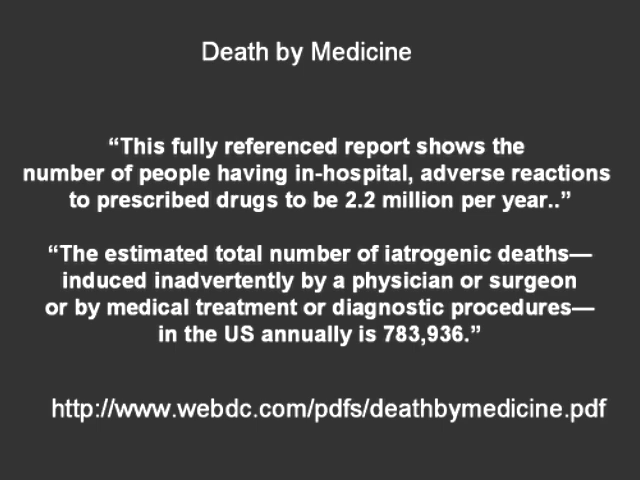 Death by Medicine
“This fully referenced report shows the
number of people having in-hospital, adverse reactions
to prescribed drugs to be 2.2 million per year..”
“The estimated total number of iatrogenic deaths—
induced inadvertently by a physician or surgeon
or by medical treatment or diagnostic procedures—
in the US annually is 783,936.”
http://www.webdc.com/pdfs/deathbymedicine.pdf